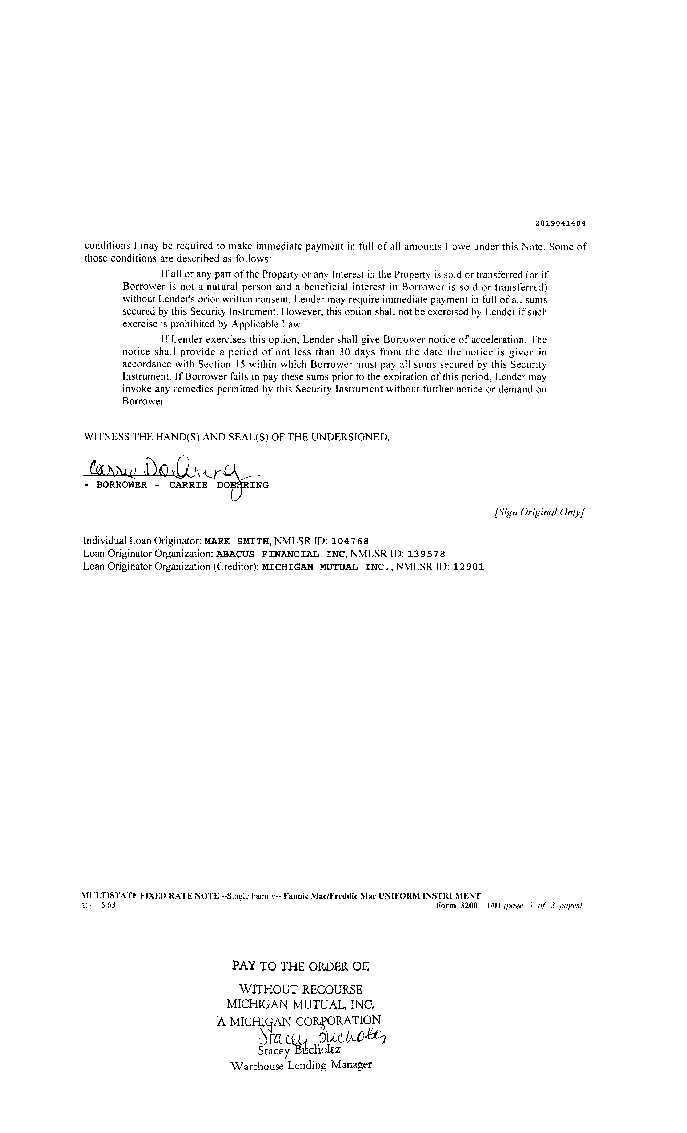 2019041404
conditions I may be required to make immediate payment in full of all amounts I owe under this Note. Some of
those conditions are described as follows:
If all or any part of the Property or any Interest in the Property is sold or transferred (or if
Borrower is not a natural person and a beneficial interest in Borrower is sold or transferred)
without Lender's prior written consent, Lender may require immediate payment in full of all sums
secured by this Security Instrument. However, this option shall not be exercised by Lender if such
exercise is prohibited by Applicable Law
If Lender exercises this option, Lender shall give Borrower notice of acceleration. The
notice shall provide a period of not less than 30 days from the date the notice is given in
accordance with Section 15 within which Borrower must pay all sums secured by this Security
Instrument. If Borrower fails to pay these sums prior to the expiration of this period, Lender may
invoke any remedies permitted by this Security Instrument without further notice or demand on
Borrower
WITNESS THE HAND(S) AND SEAL(S) OF THE UNDERSIGNED.
Carrie Doehring
- BORROWER - CARRIE DOEHRING
[Sign Original Only]
Individual Loan Originator: MARK SMITH, NMLSR ID: 104768
Loan Originator Organization: ABACUS FINANCIAL INC, NMLSR ID: 139578
Loan Originator Organization (Creditor): MICHIGAN MUTUAL INC., NMLSR ID: 12901
MULTISTATE FIXED RATE NOTE --Single Family-- Fannie Mae/Freddie Mac UNIFORM INSTRUMENT
Form 3200 1/01 (page 3 of 3 pages)
PAY TO THE ORDER OF:
WITHOUT RECOURSE
MICHIGAN MUTUAL, INC.
A MICHIGAN CORPORATION
Stacey
Stacey
Warehouse Lending Manager